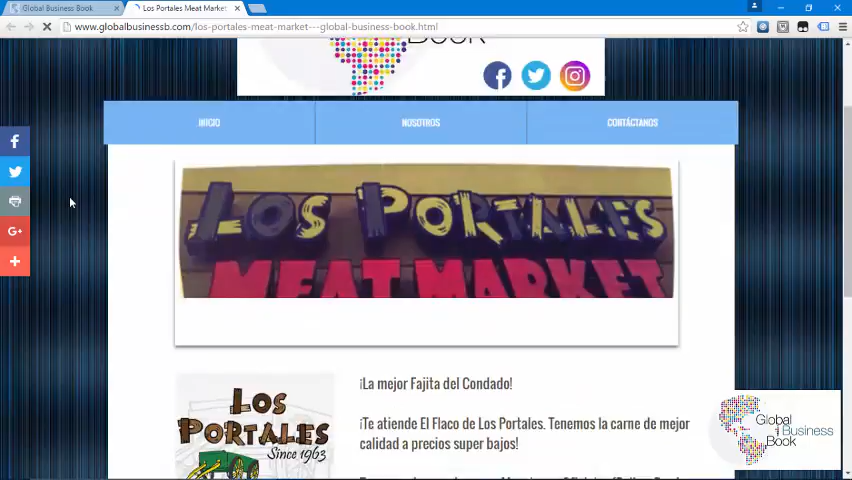 Global Business Book
Los Portales Meat Market
www.globalbusinessb.com/los-portales-meat-market---global-business-book.html
Book
INICIO
NOSOTROS
CONTÁCTANOS
LOS PORTALES
MEAT MARKET
¡La mejor Fajita del Condado!
¡Te atiende El Flaco de Los Portales. Tenemos la carne de mejor
calidad a precios super bajos!
LOS
PORTALES
Since 1963
Global
Business
Book